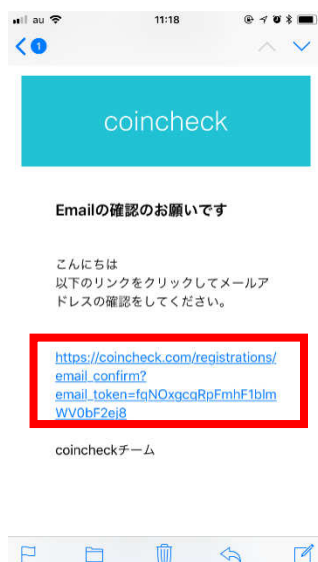 au 11:18
1
coincheck
Emailの確認のお願いです
こんにちは
以下のリンクをクリックしてメールア
ドレスの確認をしてください。
https://coincheck.com/registrations/
email_confirm?
email_token=fqNOxgcqRpFmhF1blm
WV0bF2ej8
coincheckチーム